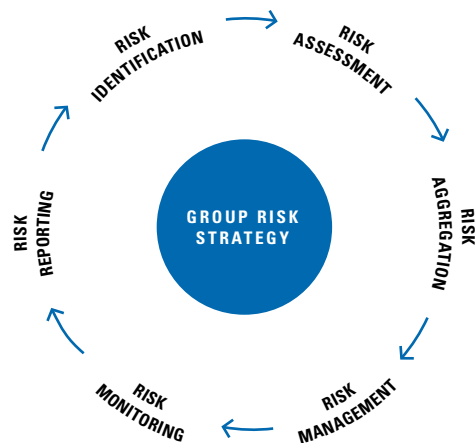 RISK
IDENTIFICATION
RISK
ASSESSMENT
RISK
AGGREGATION
RISK
MANAGEMENT
RISK
MONITORING
RISK
REPORTING
GROUP RISK
STRATEGY